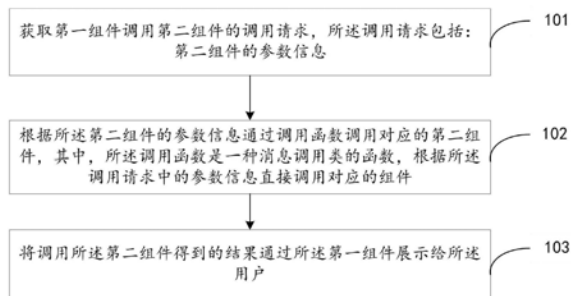 获取第一组件调用第二组件的调用请求，所述调用请求包括：
第二组件的参数信息
101
根据所述第二组件的参数信息通过调用函数调用对应的第二组
件，其中，所述调用函数是一种消息调用类的函数，根据所述
调用请求中的参数信息直接调用对应的组件
102
将调用所述第二组件得到的结果通过所述第一组件展示给所述
用户
103